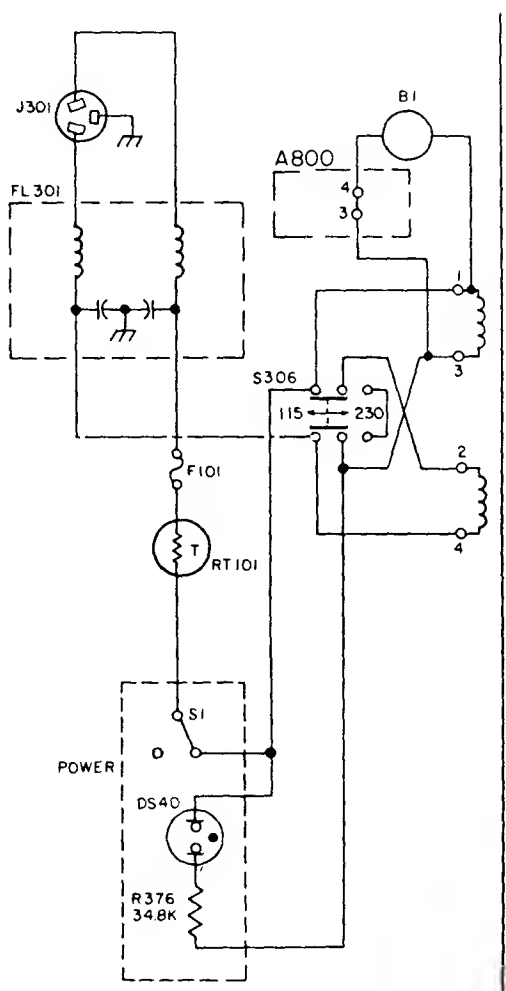 J301
B1
A800
4
3
FL301
1
S306
3
115
230
2
F101
T
RT101
4
S1
POWER
DS40
R376
34.8K